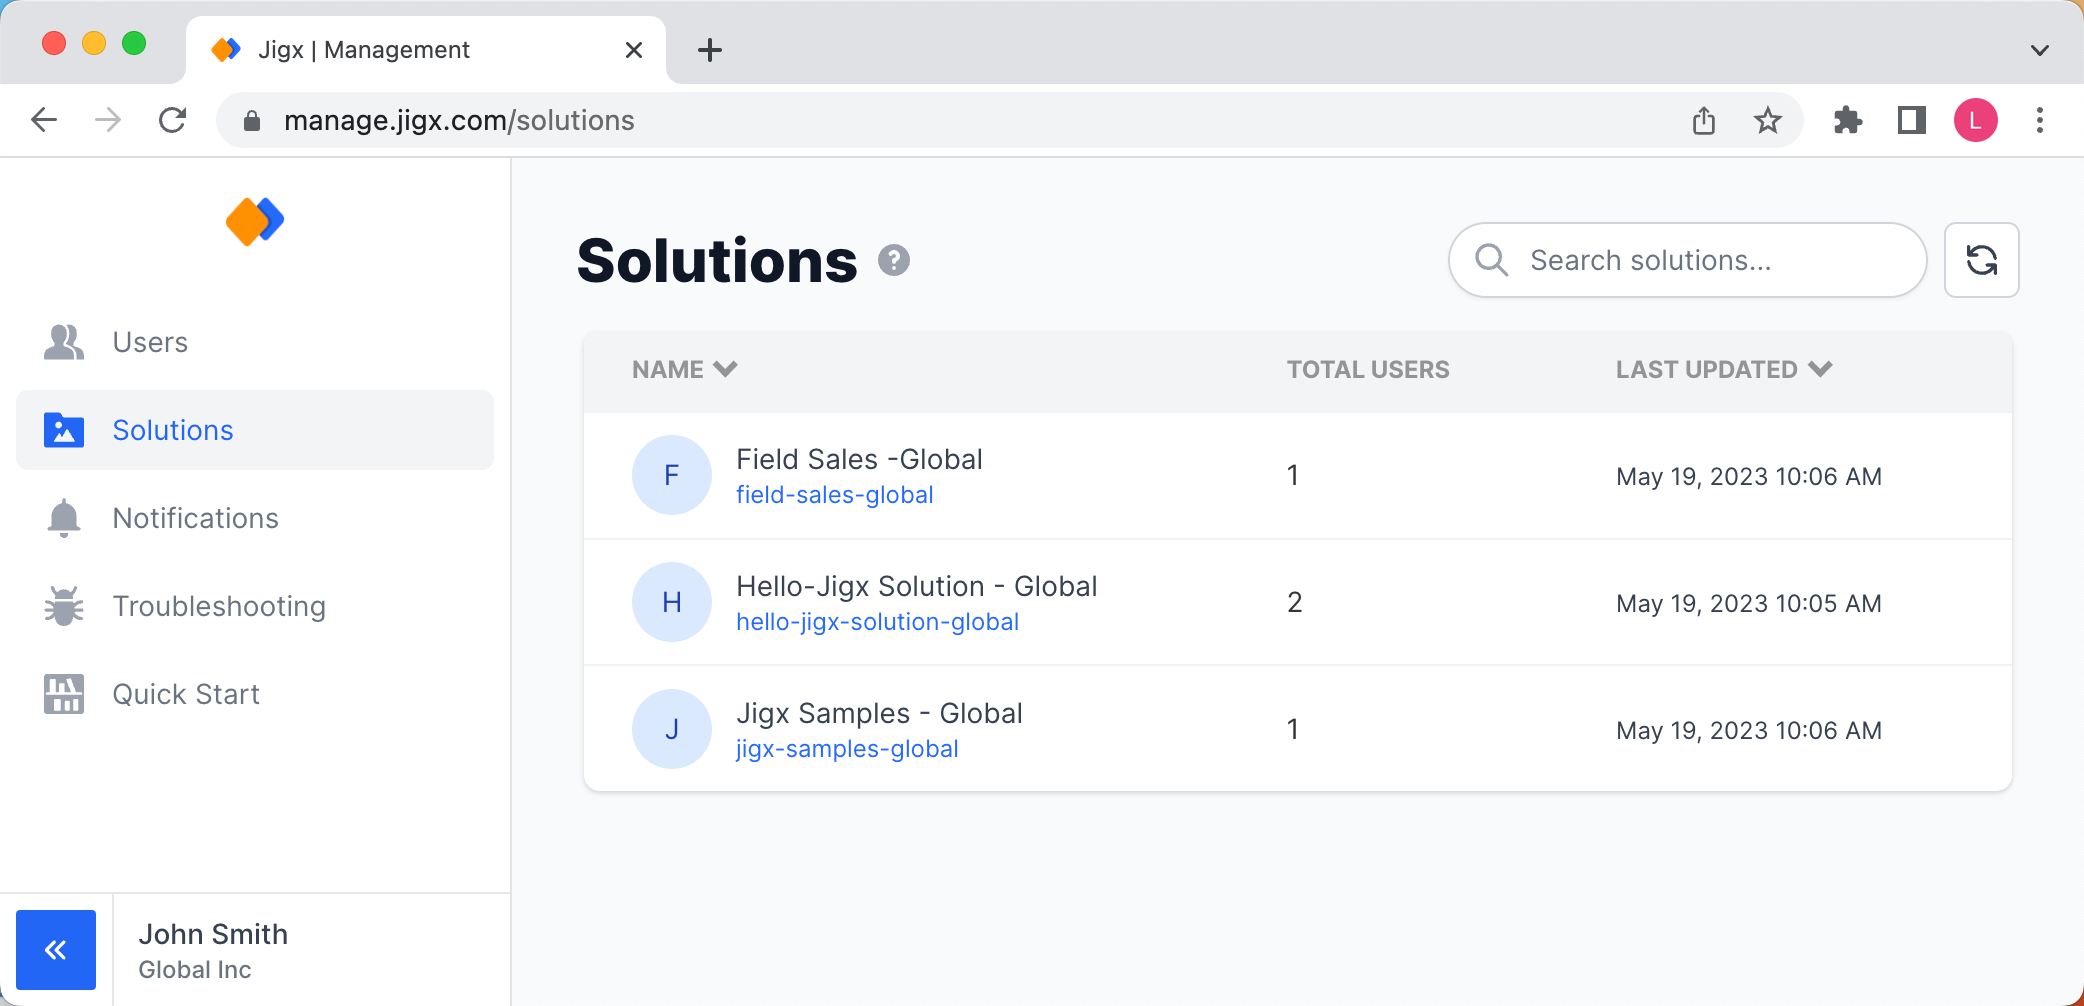 Jigx | Management
manage.jigx.com/solutions
L
Solutions
Search solutions...
Users
Solutions
Notifications
Troubleshooting
Quick Start
NAME TOTAL USERS LAST UPDATED
F Field Sales -Global 1 May 19, 2023 10:06 AM
field-sales-global
H Hello-Jigx Solution - Global 2 May 19, 2023 10:05 AM
hello-jigx-solution-global
J Jigx Samples - Global 1 May 19, 2023 10:06 AM
jigx-samples-global
John Smith
Global Inc